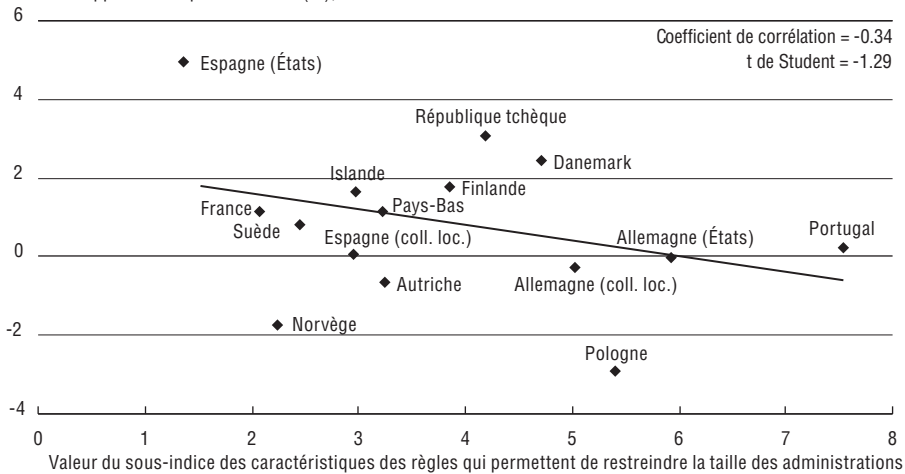 6
Coefficient de corrélation = -0.34
t de Student = -1.29
Espagne (États)
4
République tchèque
Danemark
2
Islande
Finlande
France
Pays-Bas
Suède
Espagne (coll. loc.)
Allemagne (États)
Portugal
0
Autriche
Allemagne (coll. loc.)
Norvège
-2
Pologne
-4
0 1 2 3 4 5 6 7 8
Valeur du sous-indice des caractéristiques des règles qui permettent de restreindre la taille des administrations